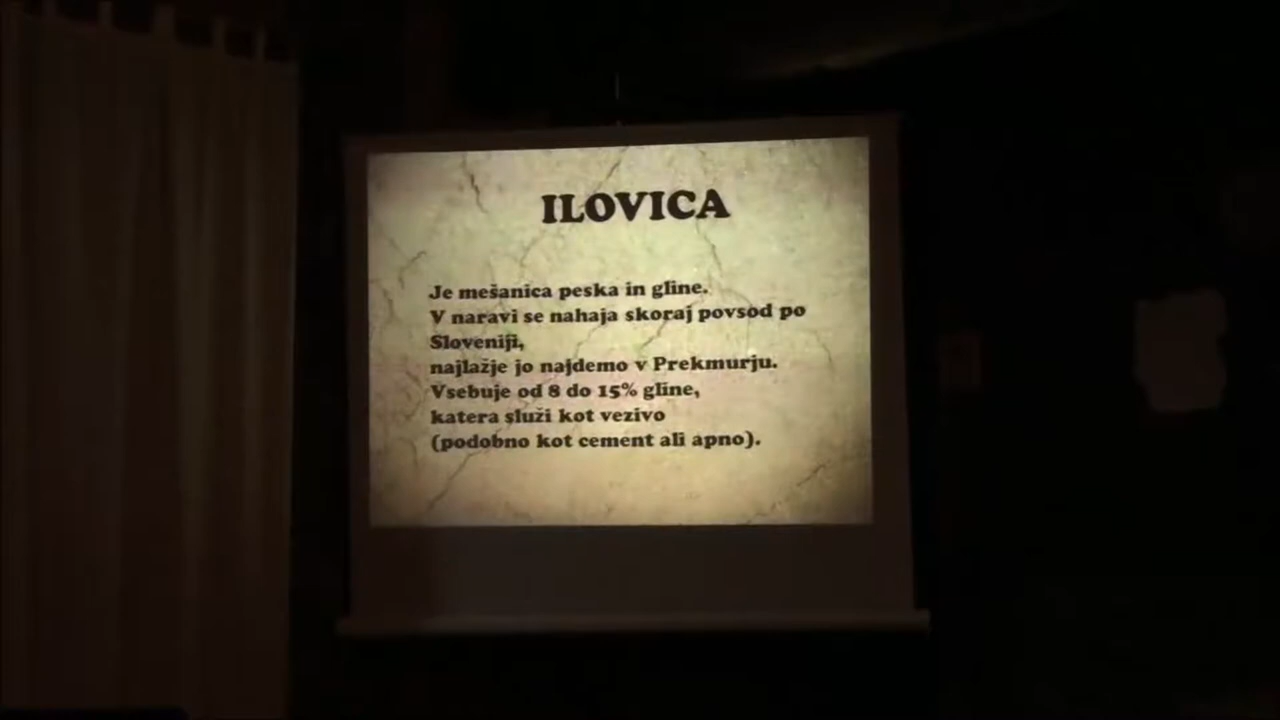 ILOVICA
Je mešanica peska in gline.
V naravi se nahaja skoraj povsod po
Sloveniji,
najlažje jo najdemo v Prekmurju.
Vsebuje od 8 do 15% gline,
katera služi kot vezivo
(podobno kot cement ali apno).